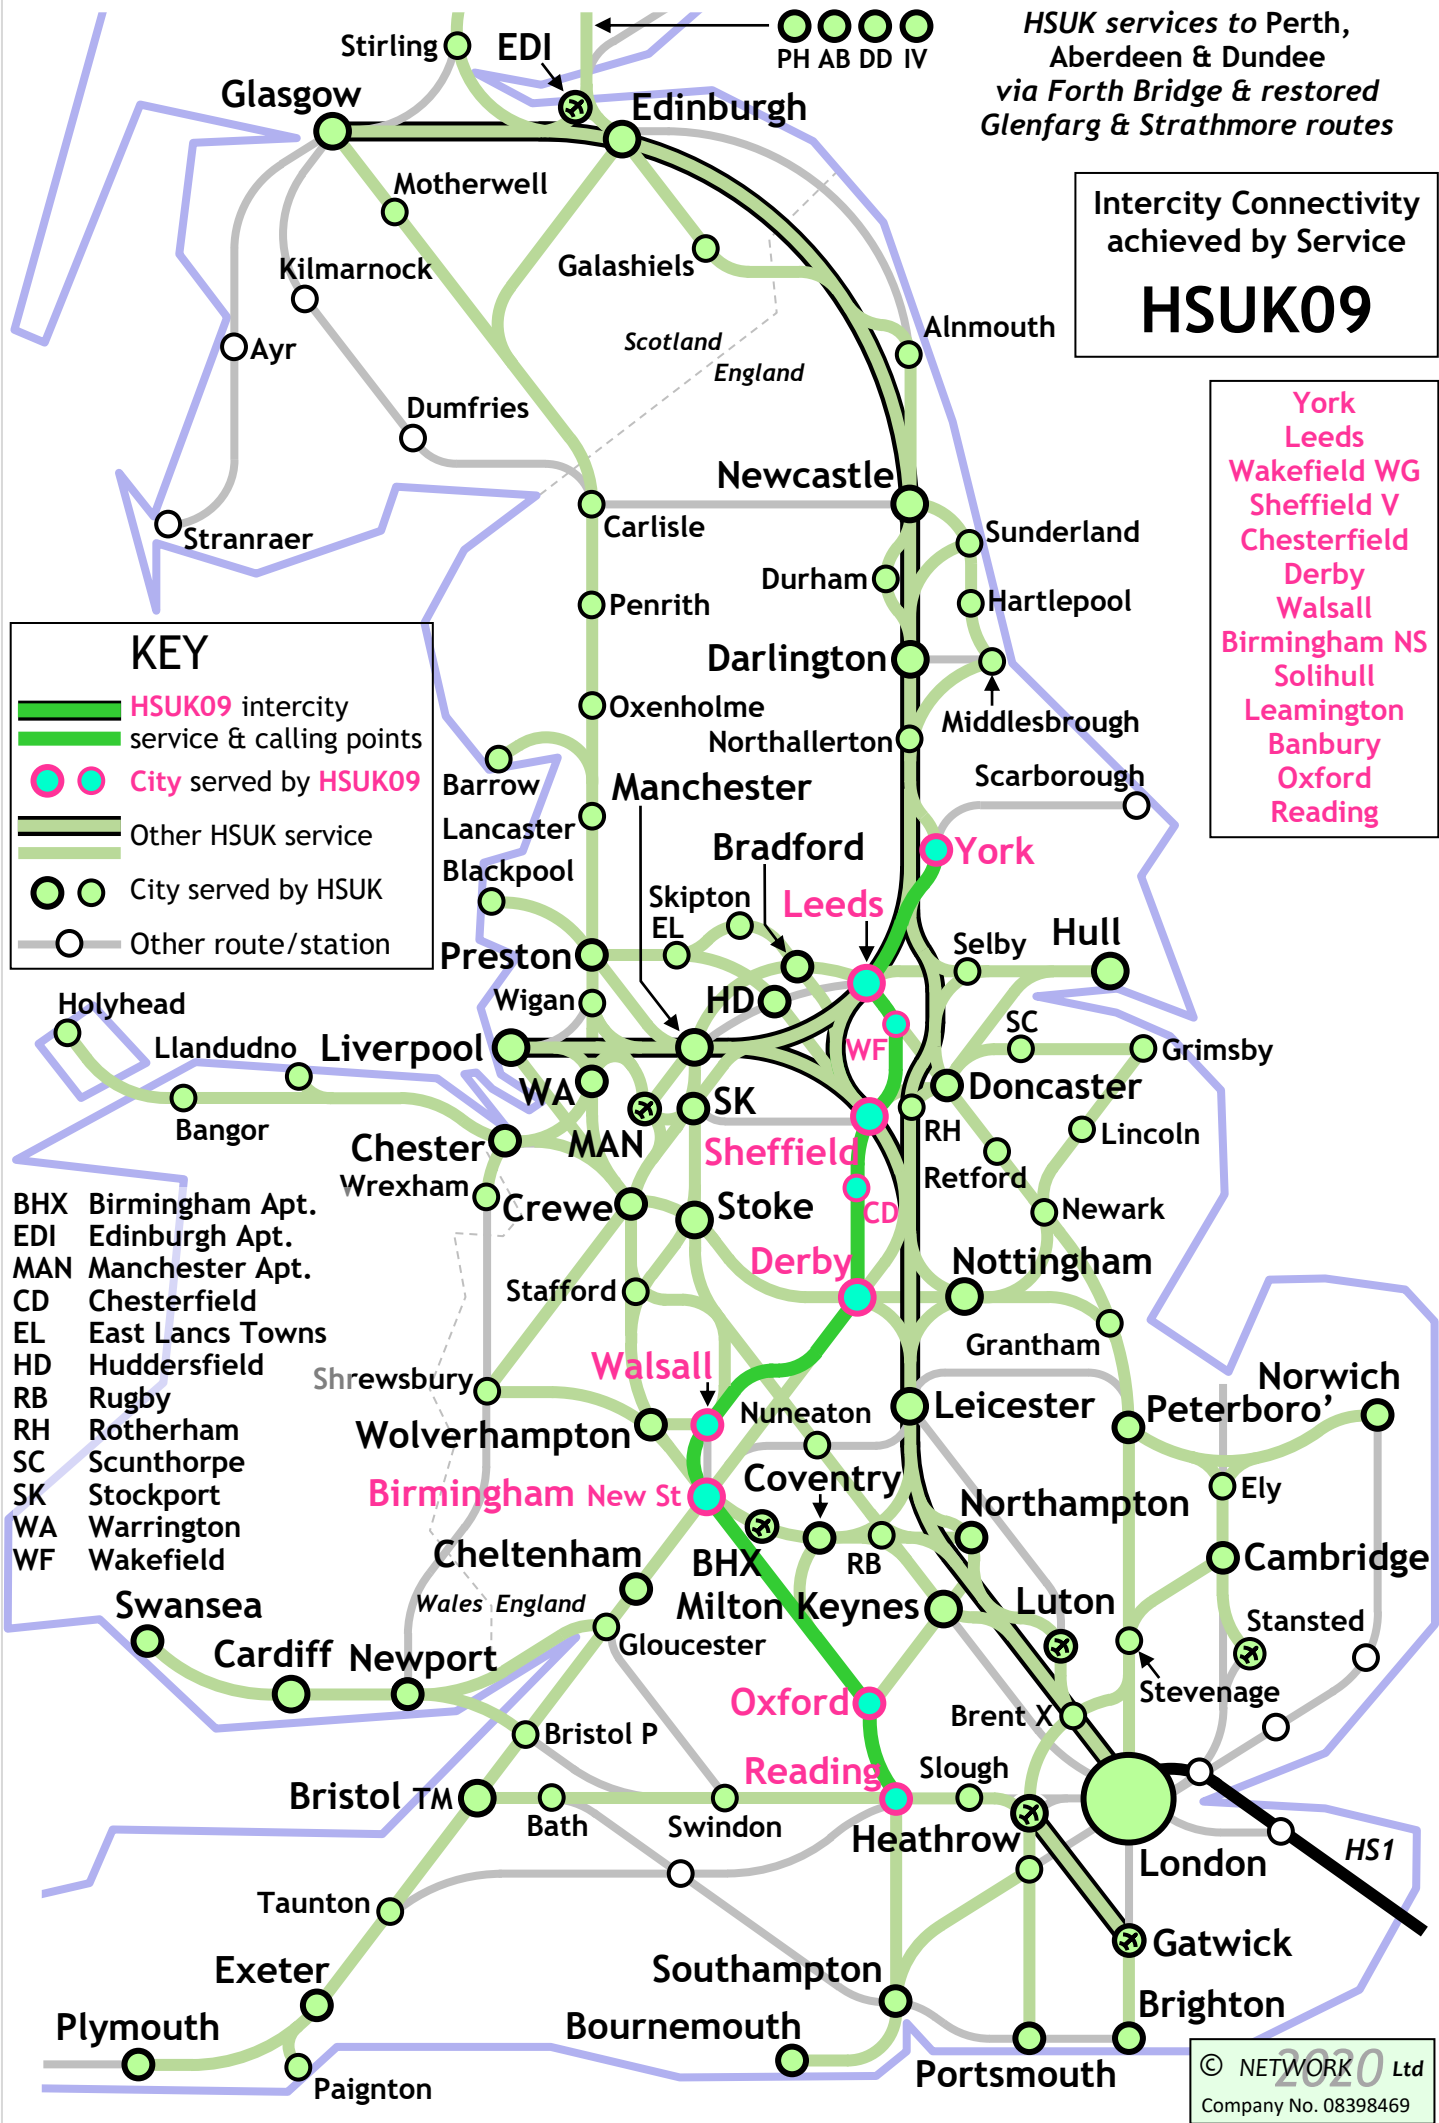 HSUK services to Perth,
Aberdeen & Dundee
via Forth Bridge & restored
Glenfarg & Strathmore routes
PH AB DD IV
Stirling
EDI
Glasgow
Edinburgh
Intercity Connectivity
achieved by Service
HSUK09
Motherwell
Galashiels
Kilmarnock
Ayr
Alnmouth
Scotland
England
Dumfries
York
Leeds
Wakefield WG
Sheffield V
Chesterfield
Derby
Walsall
Birmingham NS
Solihull
Leamington
Banbury
Oxford
Reading
Newcastle
Carlisle
Stranraer
Sunderland
Durham
Hartlepool
Penrith
Darlington
KEY
HSUK09 intercity
service & calling points
City served by HSUK09
Other HSUK service
City served by HSUK
Other route/station
Oxenholme
Middlesbrough
Northallerton
Barrow
Manchester
Scarborough
Lancaster
Bradford
York
Blackpool
Skipton
EL
Leeds
Preston
Selby
Hull
Wigan
HD
Holyhead
Llandudno
Liverpool
WF
SC
Grimsby
WA
Doncaster
Bangor
MAN
SK
RH
Lincoln
Chester
Sheffield
Retford
Wrexham
Crewe
Stoke
CD
Newark
Derby
Nottingham
Stafford
Grantham
BHX Birmingham Apt.
EDI Edinburgh Apt.
MAN Manchester Apt.
CD Chesterfield
EL East Lancs Towns
HD Huddersfield
RB Rugby
RH Rotherham
SC Scunthorpe
SK Stockport
WA Warrington
WF Wakefield
Shrewsbury
Walsall
Norwich
Nuneaton
Leicester
Peterboro’
Wolverhampton
Coventry
Birmingham New St
Ely
Northampton
Cheltenham
BHX
RB
Cambridge
Wales England
Milton Keynes
Luton
Swansea
Stansted
Gloucester
Cardiff
Newport
Stevenage
Oxford
Brent X
Bristol P
Reading
Slough
Bristol TM
Bath
Swindon
Heathrow
London
HS1
Taunton
Gatwick
Exeter
Southampton
Brighton
Plymouth
Bournemouth
Portsmouth
Paignton
© NETWORK 2020 Ltd
Company No. 08398469